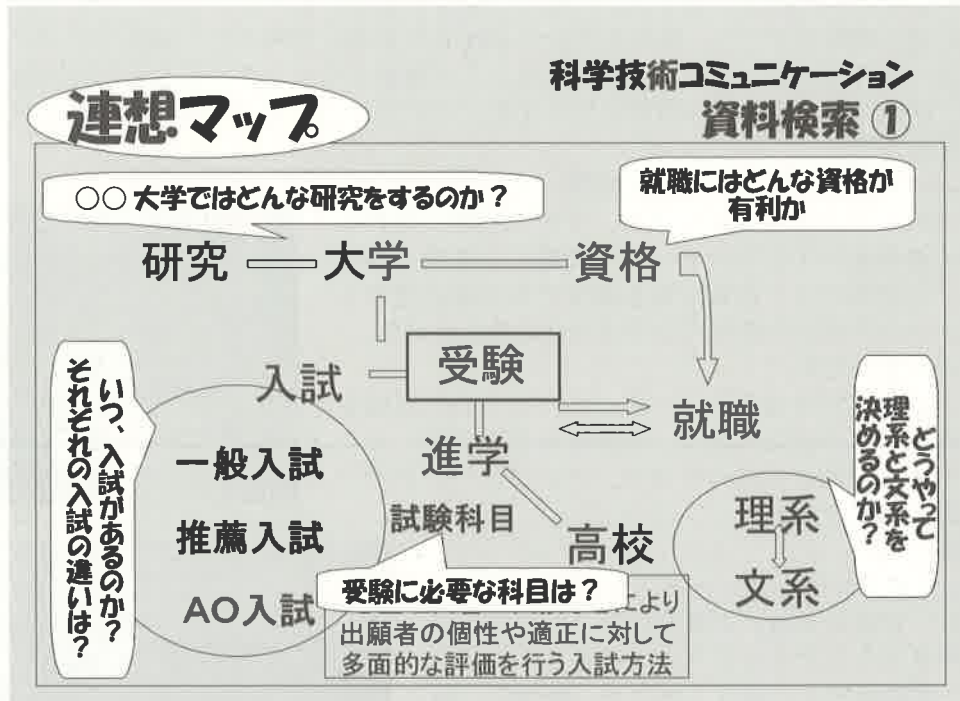 科学技術コミュニケーション
資料検索①
連想マップ
○○大学ではどんな研究をするのか?
就職にはどんな資格が
有利か
研究
大学
資格
受験
入試
就職
進学
一般入試
推薦入試
AO入試
試験科目
高校
理系
文系
いつ、入試があるのか?
それぞれの入試の違いは?
どうやって
理系と文系を
決めるのか?
受験に必要な科目は?
により
出願者の個性や適正に対して
多面的な評価を行う入試方法